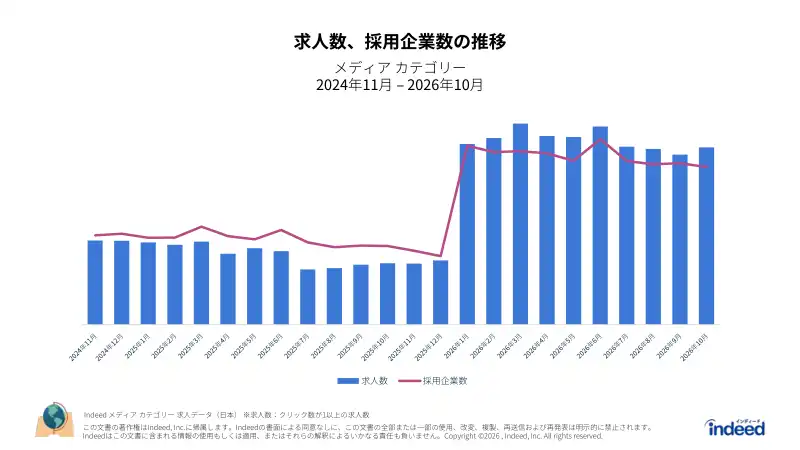 求人数、採用企業数の推移
メディア カテゴリー
2024年11月 – 2026年10月
2024年11月
2024年12月
2025年1月
2025年2月
2025年3月
2025年4月
2025年5月
2025年6月
2025年7月
2025年8月
2025年9月
2025年10月
2025年11月
2025年12月
2026年1月
2026年2月
2026年3月
2026年4月
2026年5月
2026年6月
2026年7月
2026年8月
2026年9月
2026年10月
求人数 採用企業数
Indeed メディア カテゴリー 求人データ（日本） ※求人数：クリック数が1以上の求人数
この文書の著作権はIndeed, Inc.に帰属します。Indeedの書面による同意なしに、この文書の全部または一部の使用、改変、複製、再送信および再発表は明示的に禁止されます。
Indeedはこの文書に含まれる情報の使用もしくは適用、またはそれらの解釈によるいかなる責任も負いません。Copyright ©2026 , Indeed, Inc. All rights reserved.
インディード
indeed